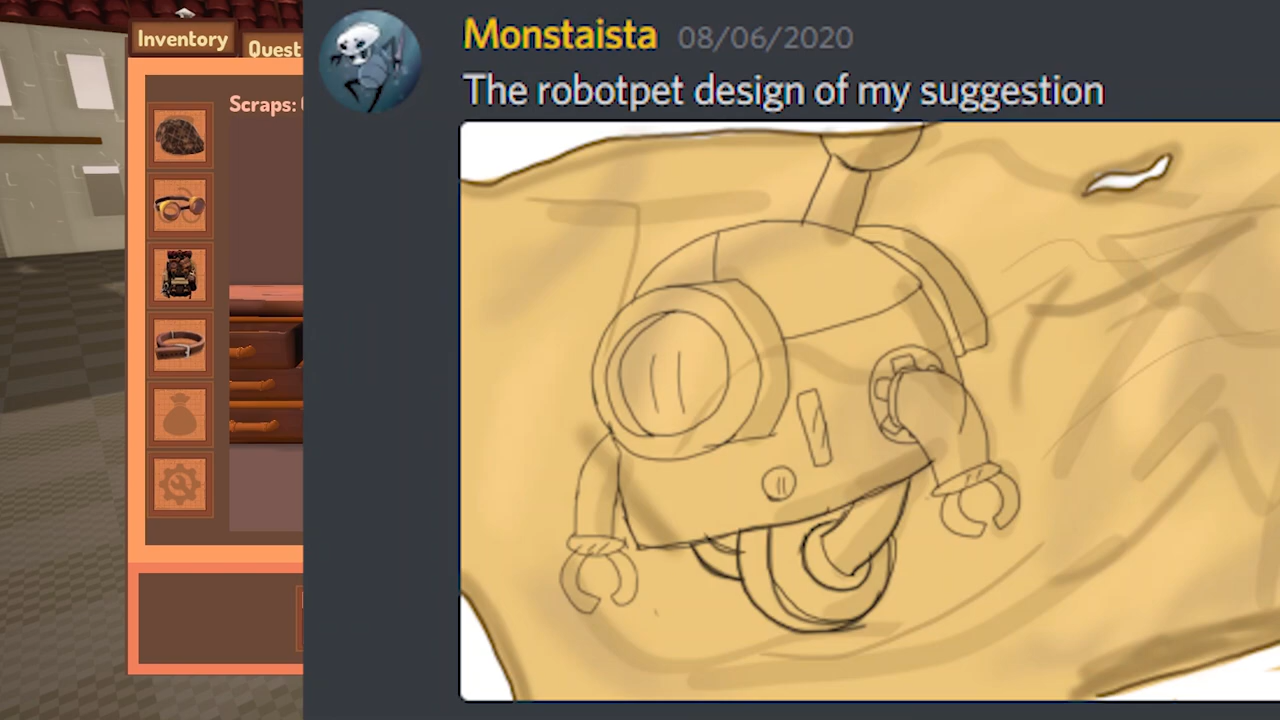 Inventory
Quest
Scraps:
Monstaista 08/06/2020
The robotpet design of my suggestion